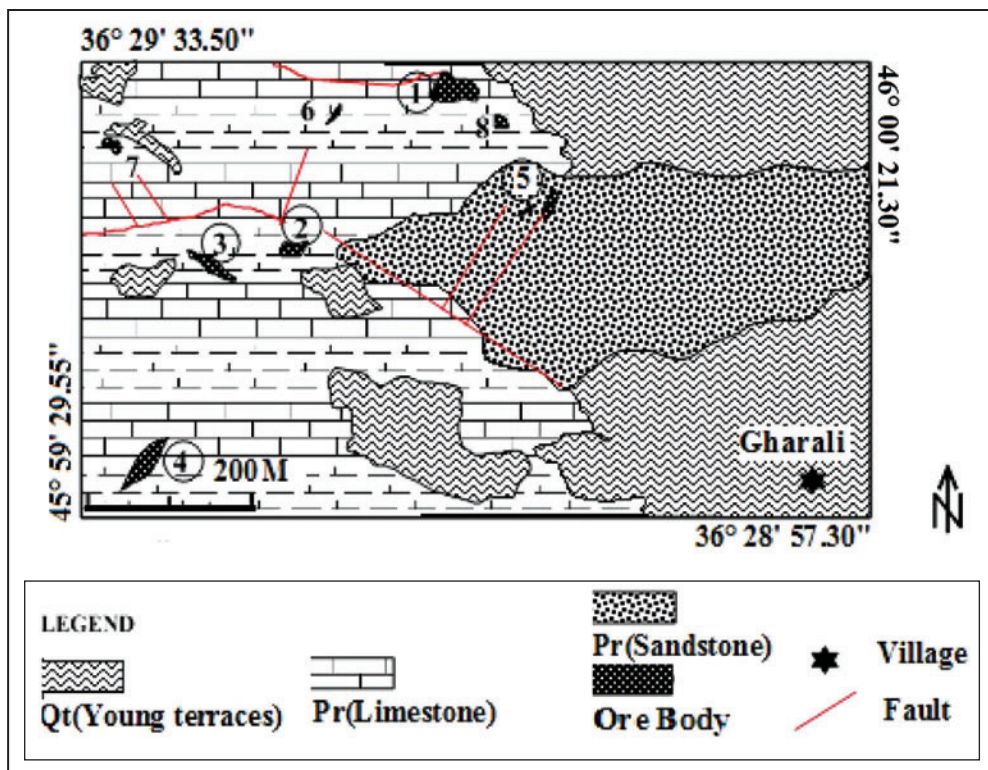 36° 29' 33.50"
46° 00' 21.30"
1
6
8
7
5
2
3
45° 59' 29.55"
4
200 M
Gharali
N
36° 28' 57.30"
LEGEND
Qt(Young terraces)
Pr(Limestone)
Pr(Sandstone)
Ore Body
Village
Fault